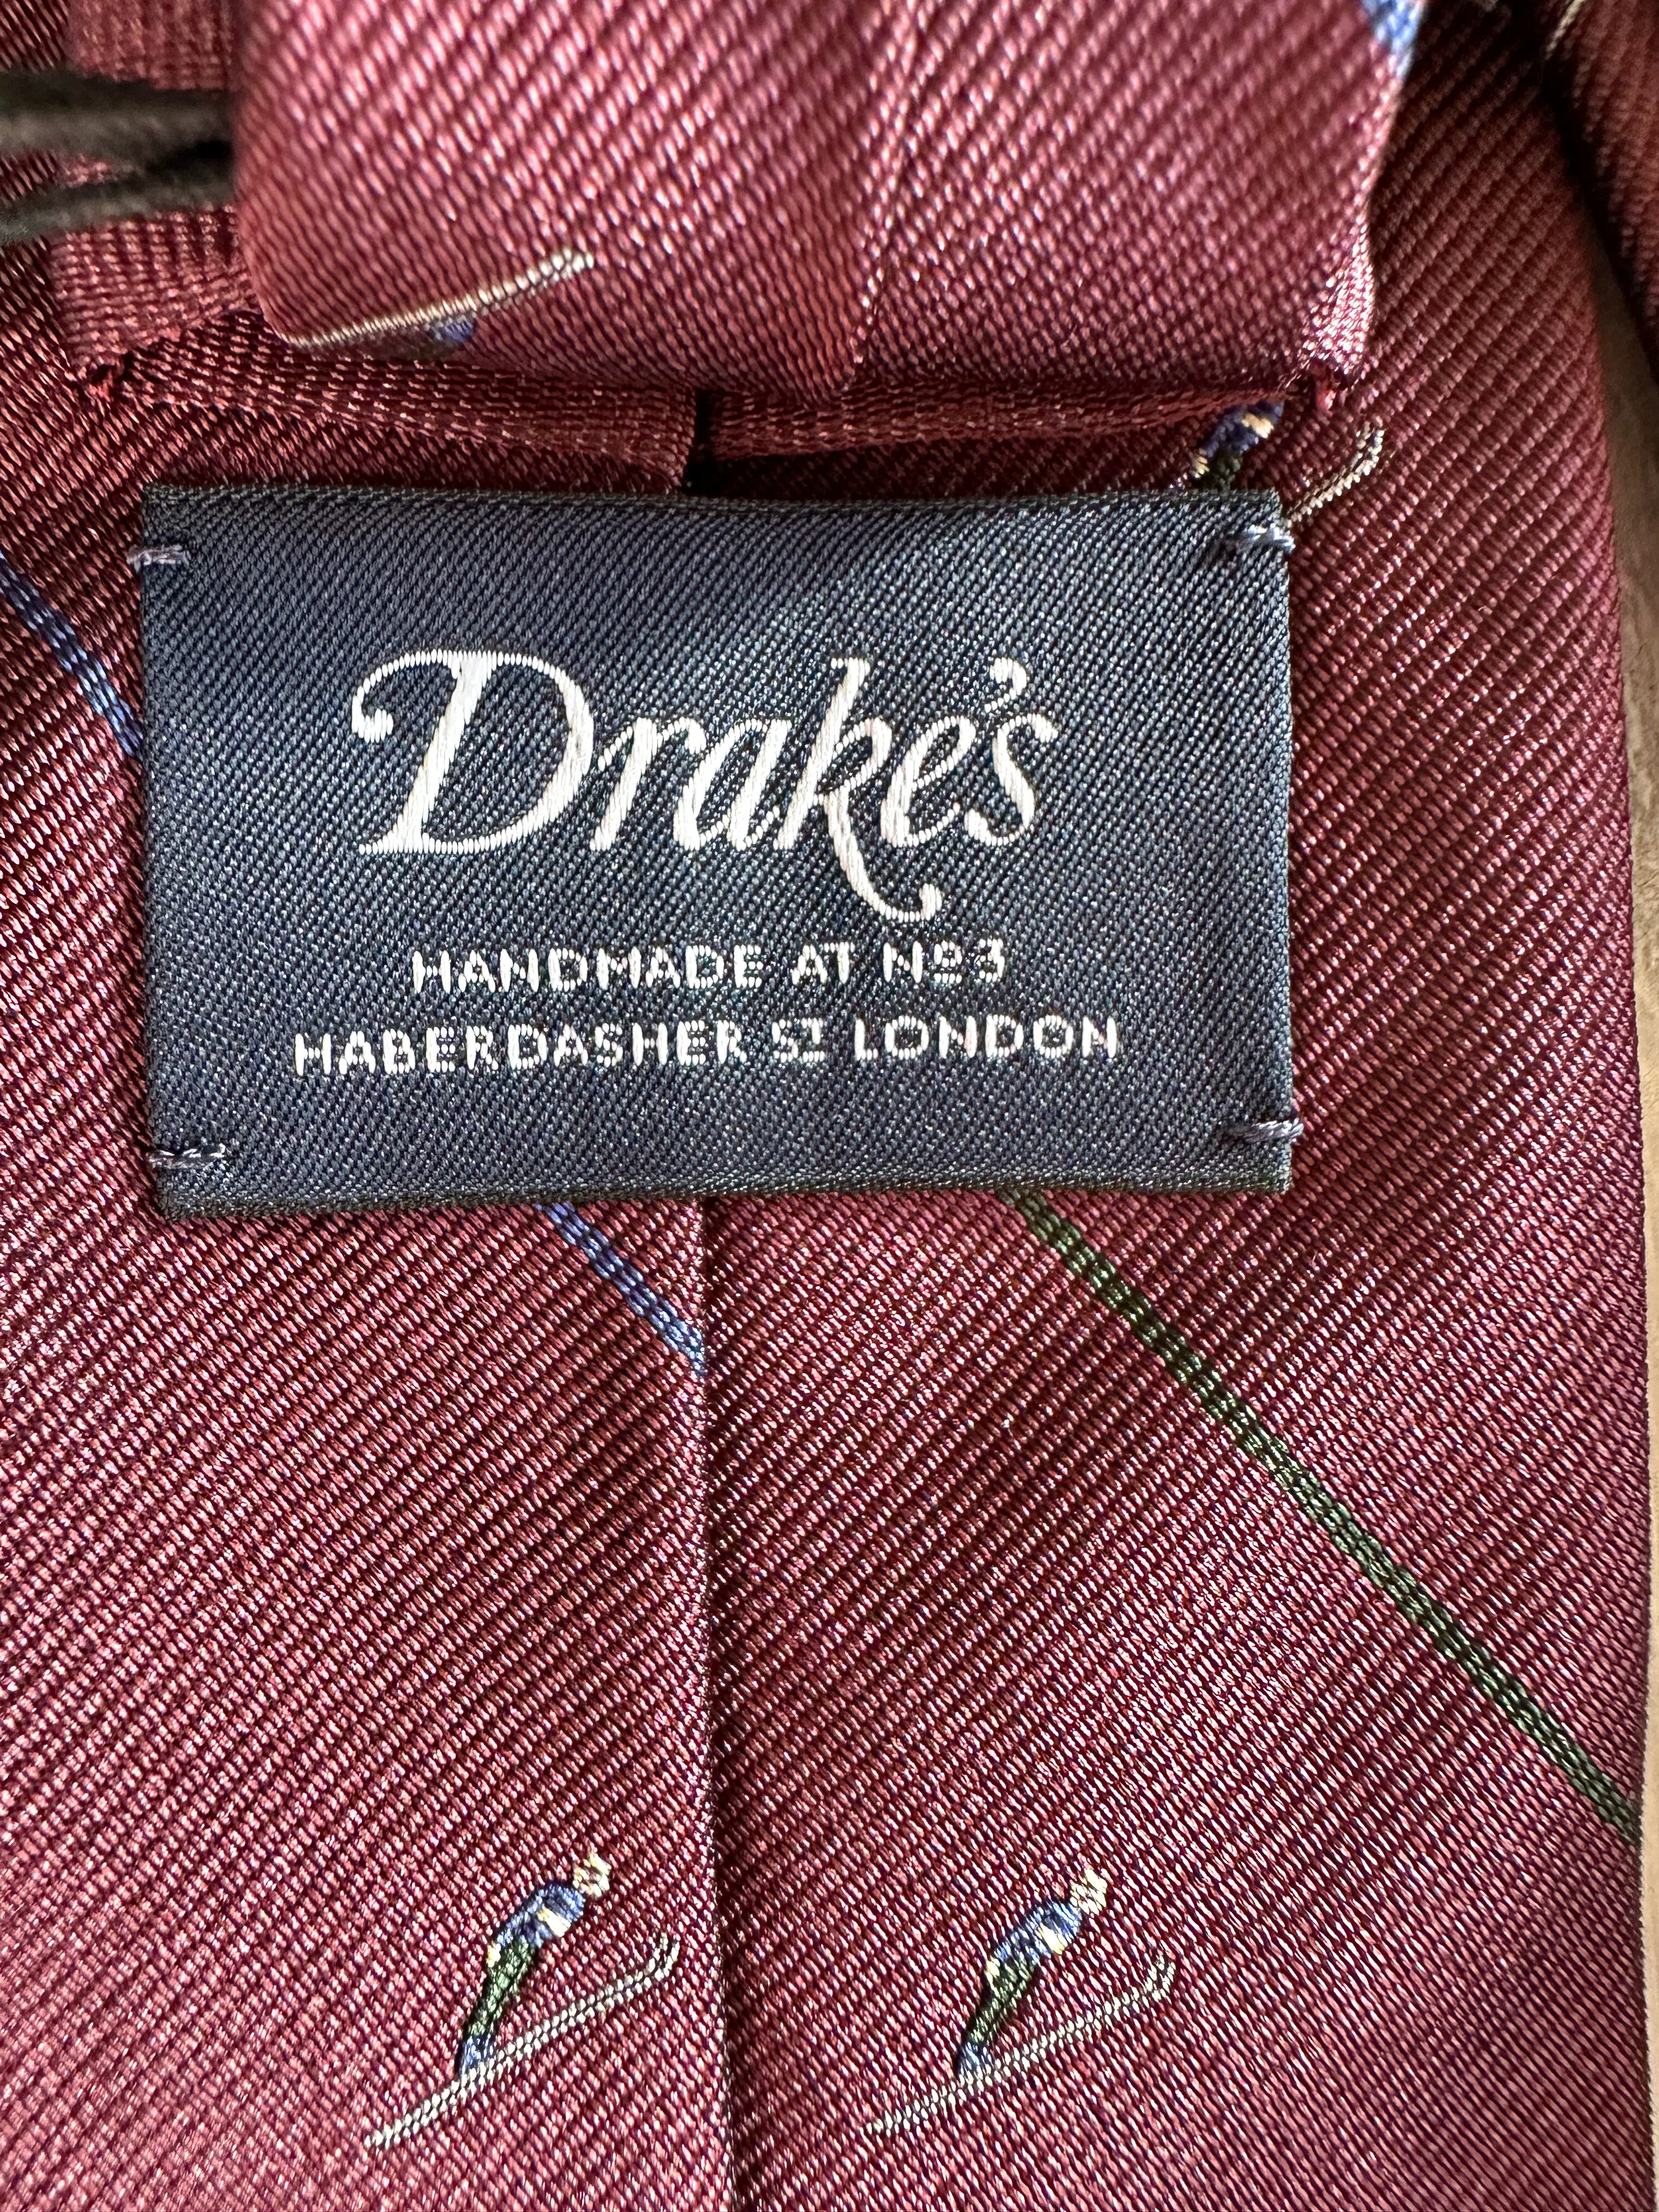 Drake's
HANDMADE AT Nº3
HABERDASHER ST LONDON